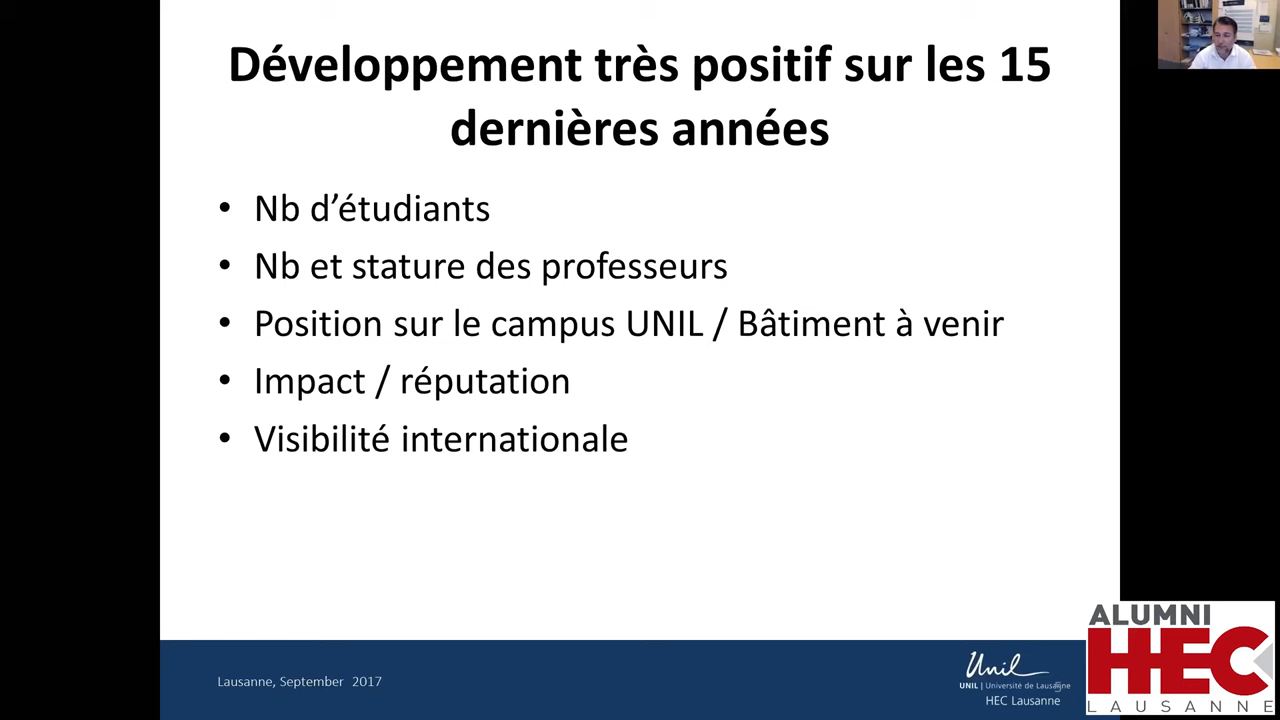 Développement très positif sur les 15
dernières années
• Nb d’étudiants
• Nb et stature des professeurs
• Position sur le campus UNIL / Bâtiment à venir
• Impact / réputation
• Visibilité internationale
Lausanne, September 2017
Unil
UNIL | Université de Lausanne
HEC Lausanne
ALUMNI
HEC
LAUSANNE